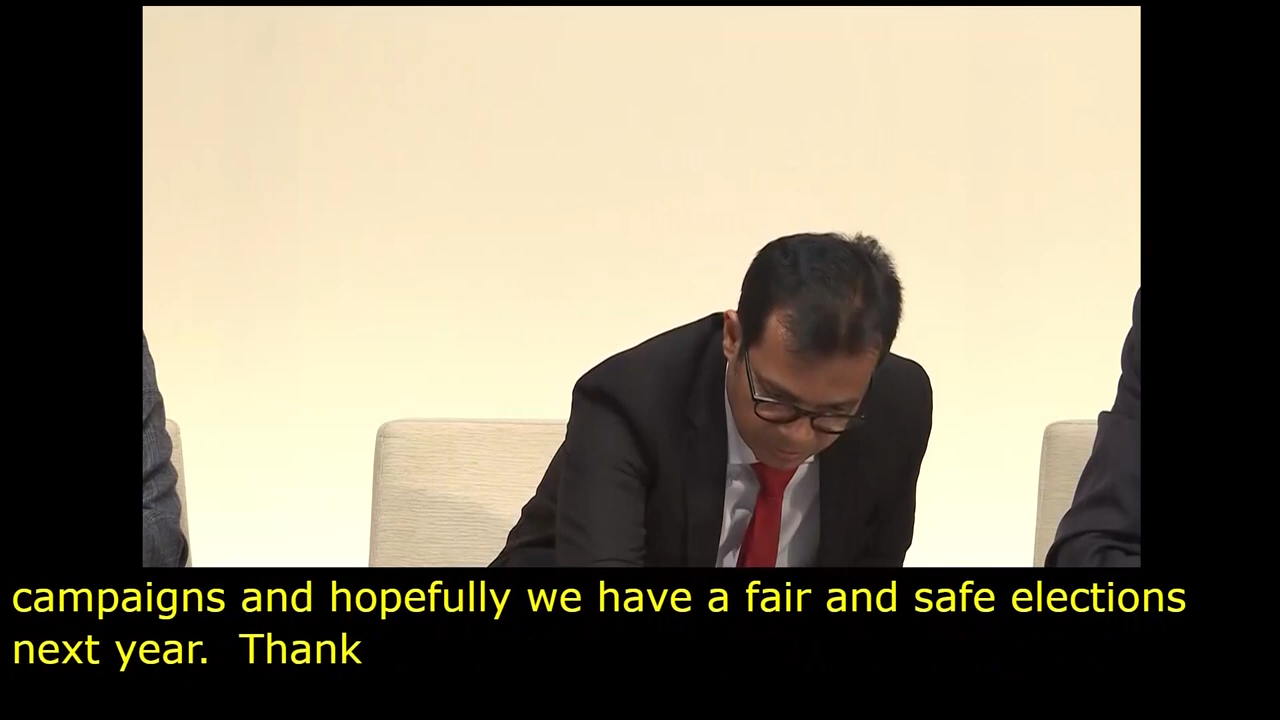 campaigns and hopefully we have a fair and safe elections
next year.  Thank